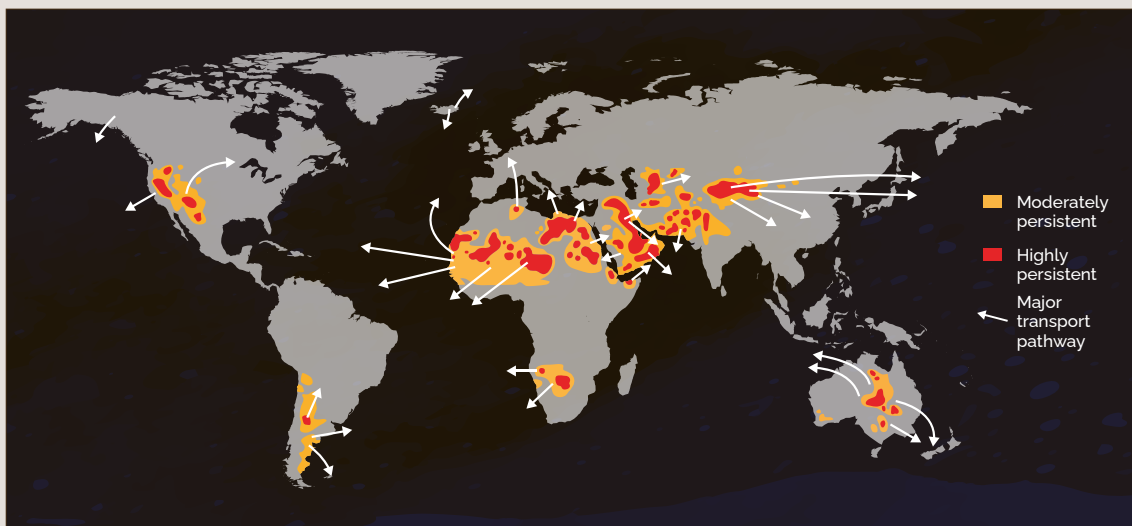 Moderately
persistent
Highly
persistent
Major
transport
pathway